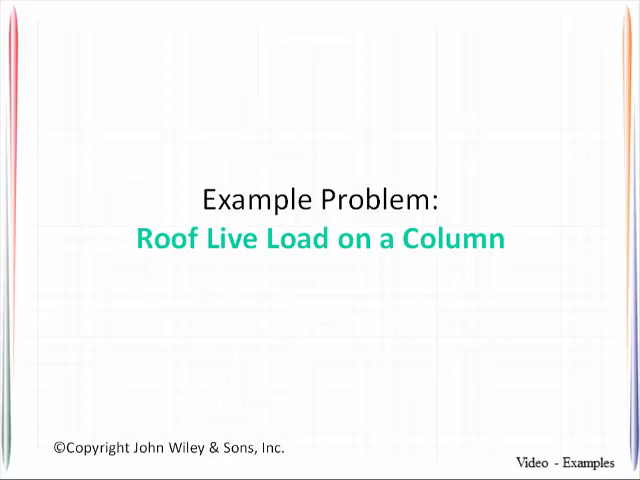 Example Problem:
Roof Live Load on a Column
©Copyright John Wiley & Sons, Inc.
Video - Examples